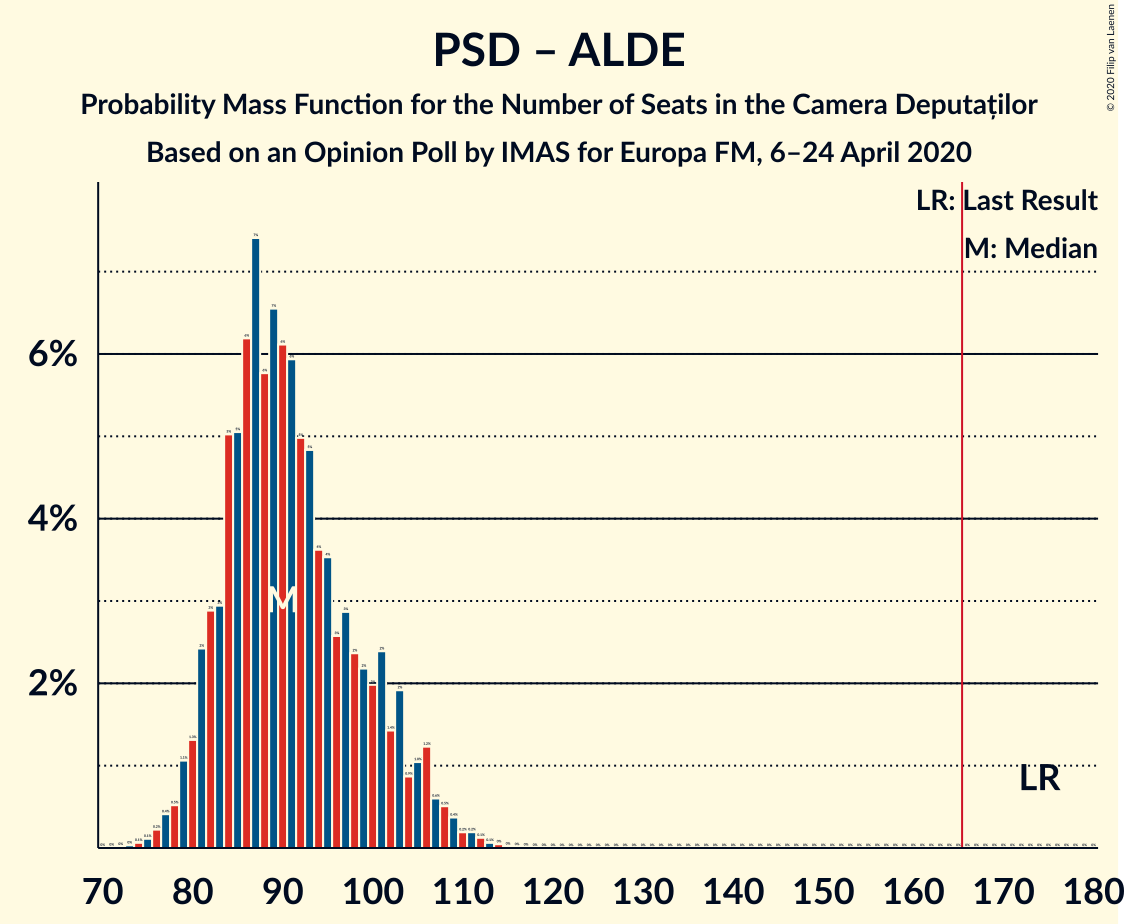 PSD – ALDE
Probability Mass Function for the Number of Seats in the Camera Deputaților
Based on an Opinion Poll by IMAS for Europa FM, 6–24 April 2020
© 2020 Filip van Laenen
LR: Last Result
M: Median
6%
4%
2%
M
LR
70 80 90 100 110 120 130 140 150 160 170 180